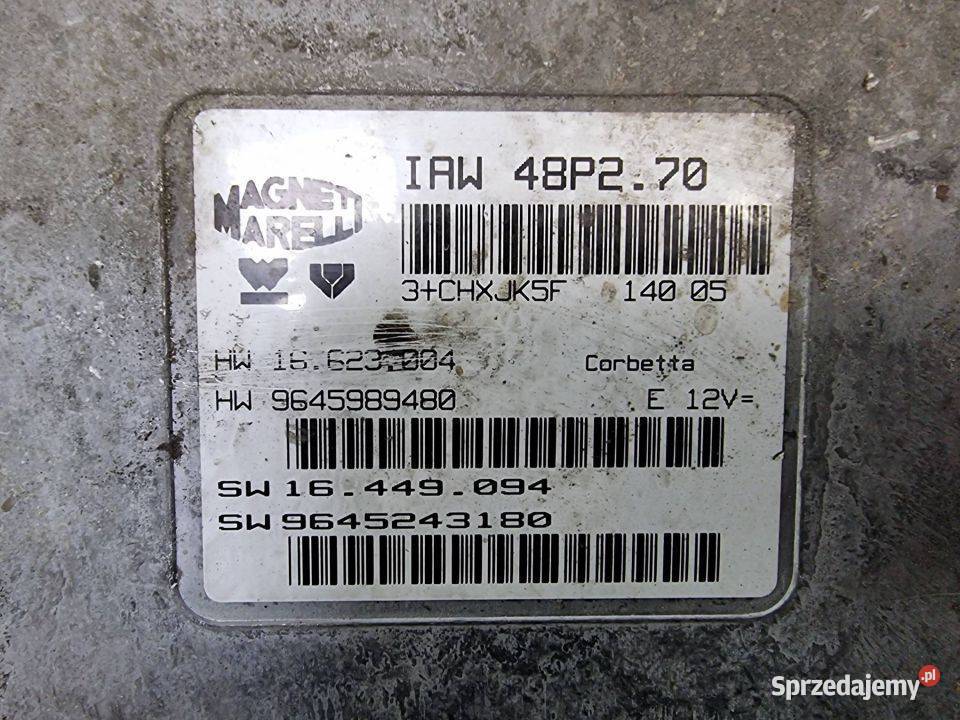 IAW 48P2.70
MAGNETI
MARELLI
3+CHXJK5F 140 05
HW 16.623.004 Corbetta
HW 9645989480 E 12V=
SW 16.449.094
SW 9645243180
Sprzedajemy.pl